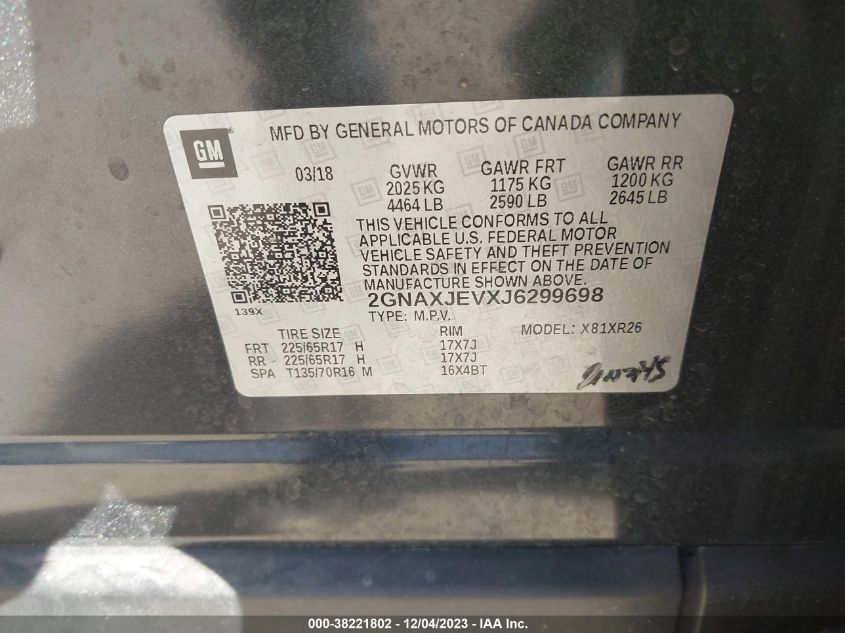 GM
MFD BY GENERAL MOTORS OF CANADA COMPANY
03/18 GVWR GAWR FRT GAWR RR
2025 KG 1175 KG 1200 KG
4464 LB 2590 LB 2645 LB
THIS VEHICLE CONFORMS TO ALL
APPLICABLE U.S. FEDERAL MOTOR
VEHICLE SAFETY AND THEFT PREVENTION
STANDARDS IN EFFECT ON THE DATE OF
MANUFACTURE SHOWN ABOVE.
139X
2GNAXJEVXJ6299698
TYPE: M.P.V. MODEL: X81XR26
TIRE SIZE RIM
FRT 225/65R17 H 17X7J
RR - 225/65R17 H 17X7J
SPA T135/70R16 M 16X4BT
000-38221802 - 12/04/2023 - IAA Inc.